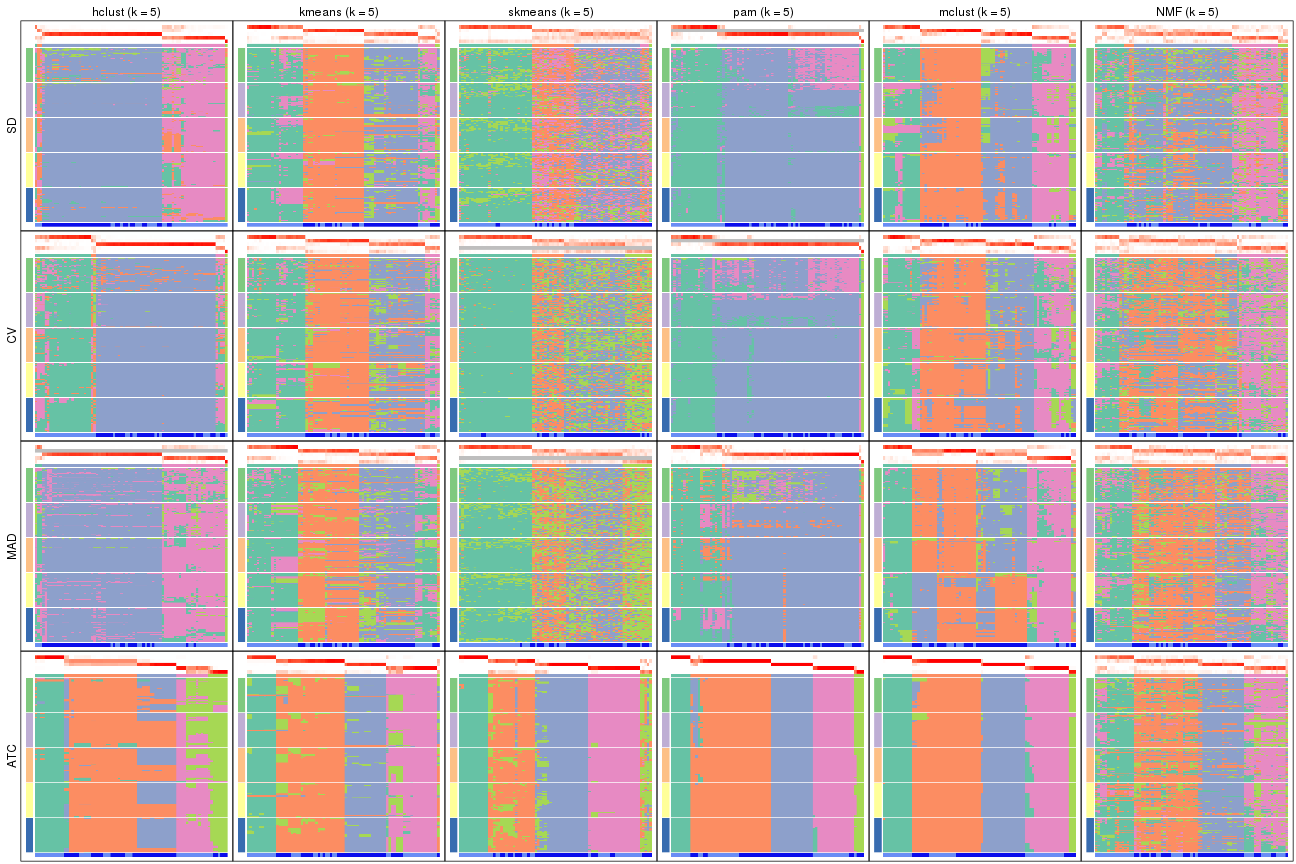 hclust (k = 5) kmeans (k = 5) skmeans (k = 5) pam (k = 5) mclust (k = 5) NMF (k = 5)
SD
CV
MAD
ATC